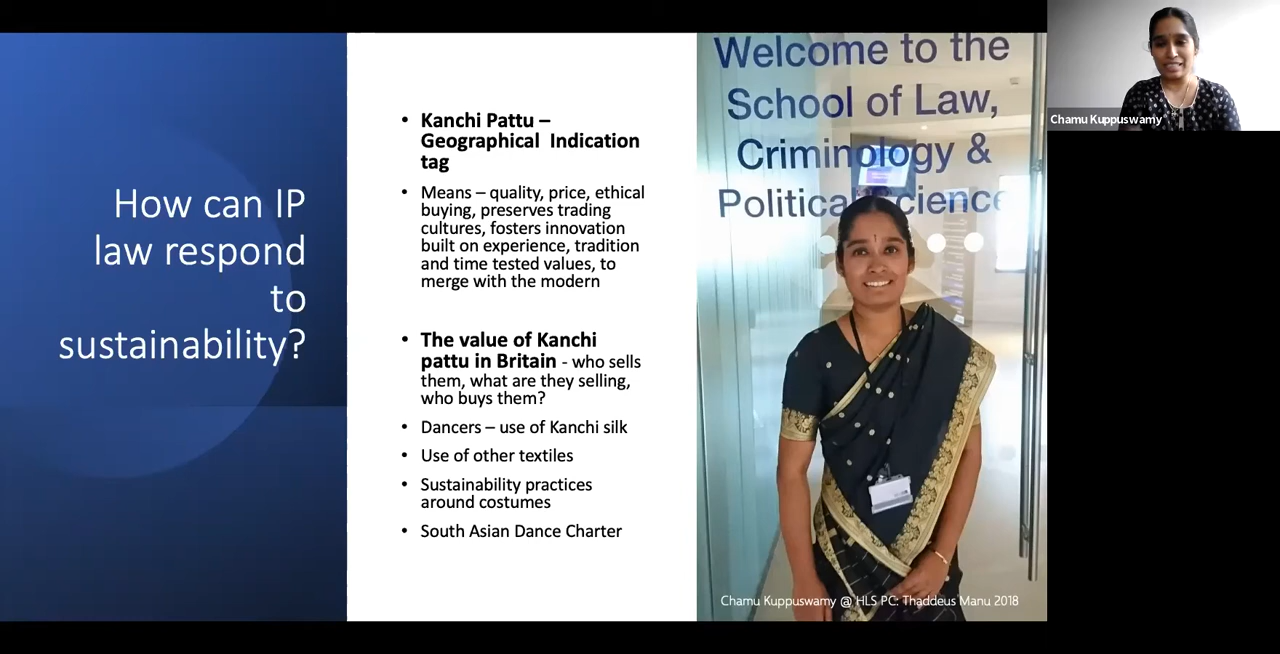 How can IP
law respond
to
sustainability?
• Kanchi Pattu –
Geographical Indication
tag
• Means – quality, price, ethical
buying, preserves trading
cultures, fosters innovation
built on experience, tradition
and time tested values, to
merge with the modern
• The value of Kanchi
pattu in Britain - who sells
them, what are they selling,
who buys them?
• Dancers – use of Kanchi silk
• Use of other textiles
• Sustainability practices
around costumes
• South Asian Dance Charter
Welcome to the
School of Law,
Criminology &
Political Science
Chamu Kuppuswamy @ HLS PC: Thaddeus Manu 2018
Chamu Kuppuswamy